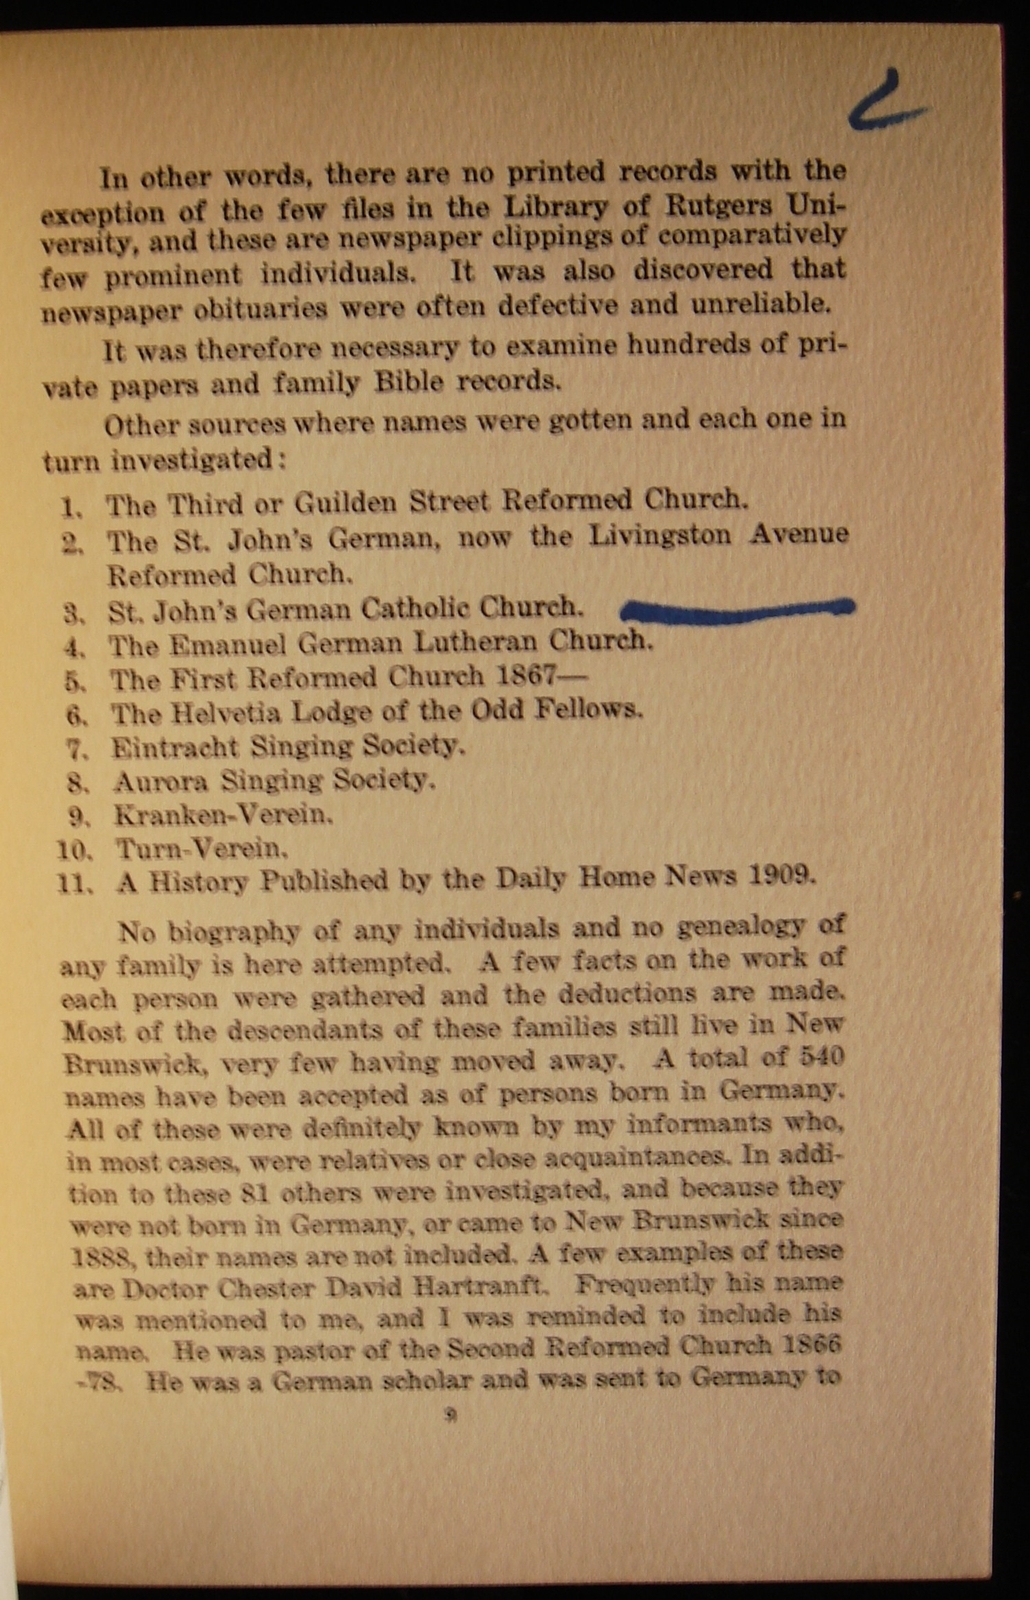 In other words, there are no printed records with the
exception of the few files in the Library of Rutgers Uni-
versity, and these are newspaper clippings of comparatively
few prominent individuals. It was also discovered that
newspaper obituaries were often defective and unreliable.
It was therefore necessary to examine hundreds of pri-
vate papers and family Bible records.
Other sources where names were gotten and each one in
turn investigated:
1. The Third or Guilden Street Reformed Church.
2. The St. John's German, now the Livingston Avenue
Reformed Church.
3. St. John's German Catholic Church.
4. The Emanuel German Lutheran Church.
5. The First Reformed Church 1867—
6. The Helvetia Lodge of the Odd Fellows.
7. Eintracht Singing Society.
8. Aurora Singing Society.
9. Kranken-Verein.
10. Turn-Verein.
11. A History Published by the Daily Home News 1909.
No biography of any individuals and no genealogy of
any family is here attempted. A few facts on the work of
each person were gathered and the deductions are made.
Most of the descendants of these families still live in New
Brunswick, very few having moved away. A total of 540
names have been accepted as of persons born in Germany.
All of these were definitely known by my informants who,
in most cases, were relatives or close acquaintances. In addi-
tion to these 81 others were investigated, and because they
were not born in Germany, or came to New Brunswick since
1888, their names are not included. A few examples of these
are Doctor Chester David Hartranft. Frequently his name
was mentioned to me, and I was reminded to include his
name. He was pastor of the Second Reformed Church 1866
-78. He was a German scholar and was sent to Germany to
9